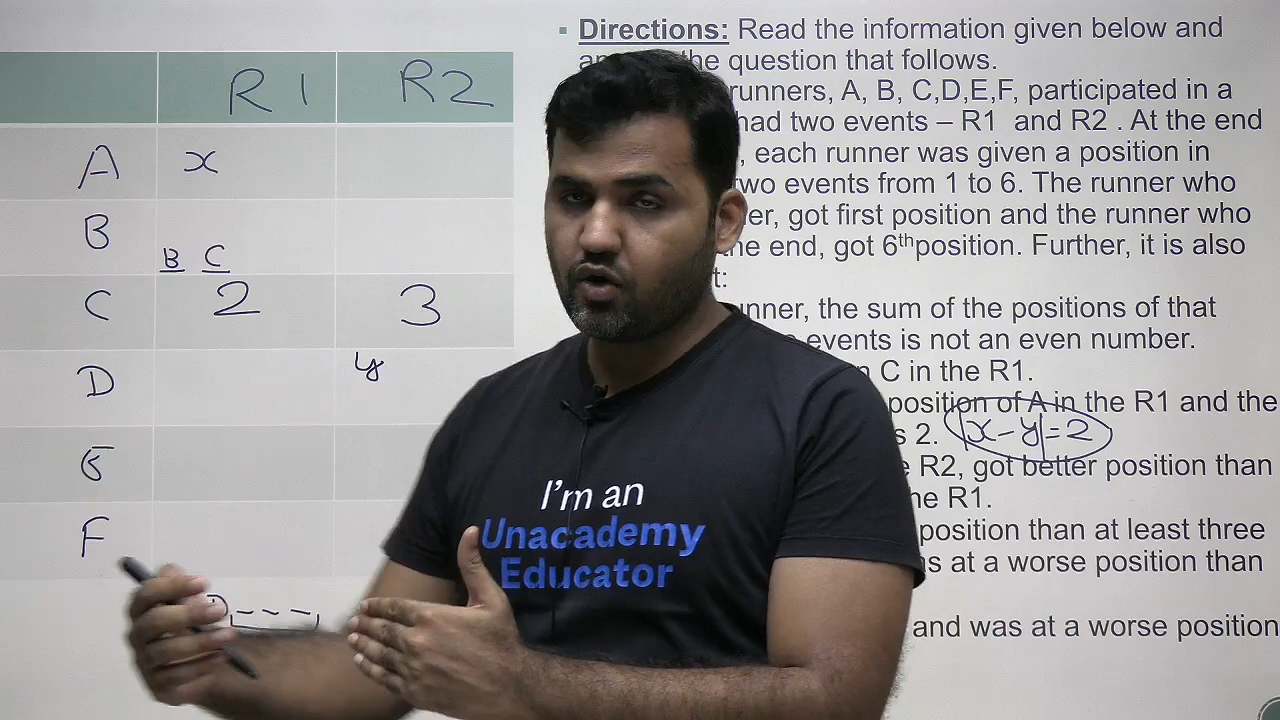 R1 R2
A x
B
B C
C 2 3
D y
E
F
D _ _ _
Directions: Read the information given below and
the question that follows.
runners, A, B, C,D,E,F, participated in a
had two events – R1 and R2 . At the end
, each runner was given a position in
two events from 1 to 6. The runner who
er, got first position and the runner who
the end, got 6th position. Further, it is also
t:
unner, the sum of the positions of that
events is not an even number.
C in the R1.
position of A in the R1 and the
2. |x-y|=2
R2, got better position than
he R1.
position than at least three
was at a worse position than
and was at a worse position
I'm an
Unacademy
Educator